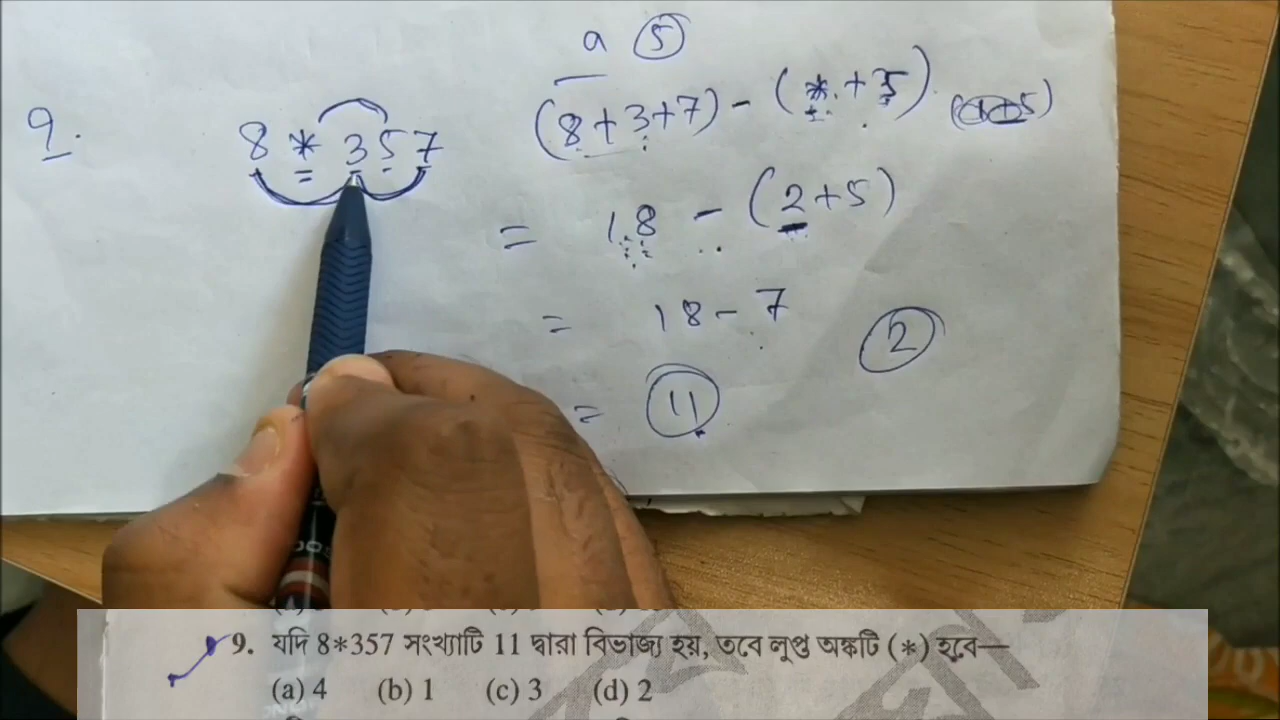 a 5
9. 8 * 357 (8+3+7) - (* + 5)
= 18 - (2+5)
= 18 - 7 2
= 11
9. যদি 8*357 সংখ্যাটি 11 দ্বারা বিভাজ্য হয়, তবে লুপ্ত অঙ্কটি (*) হবে—
(a) 4 (b) 1 (c) 3 (d) 2